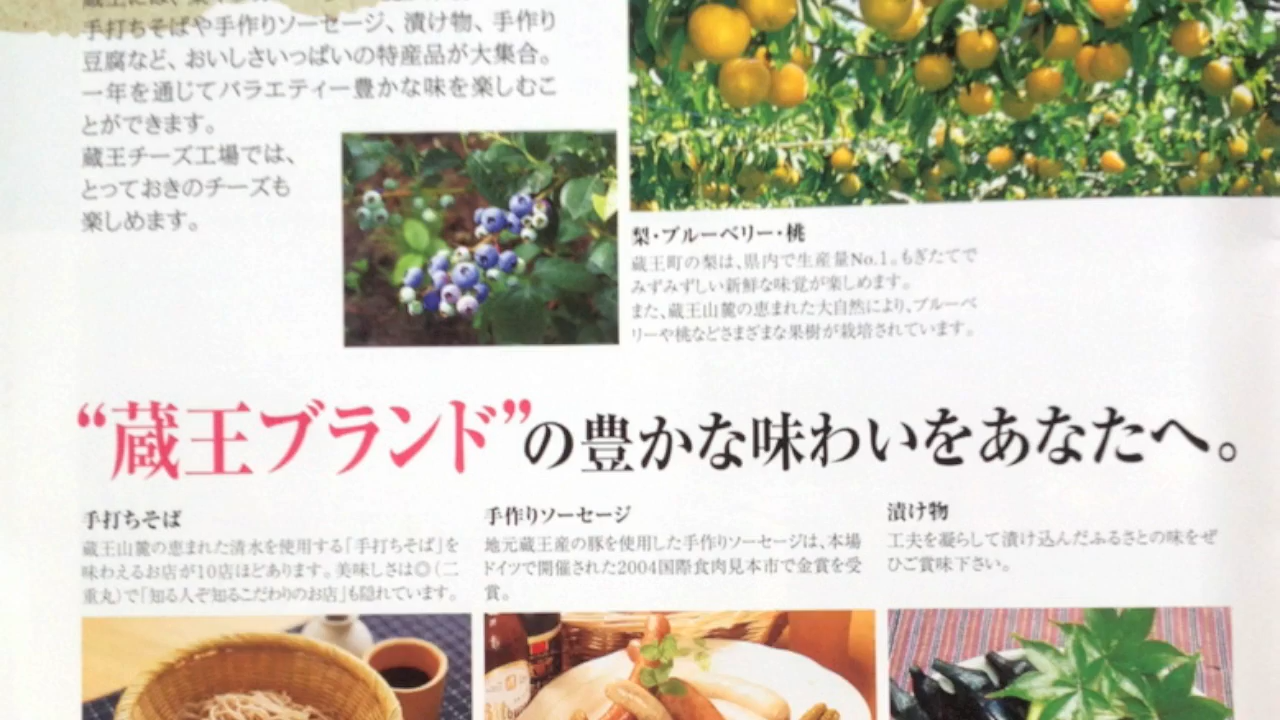 手打ちそばや手作りソーセージ、漬け物、手作り
豆腐など、おいしさいっぱいの特産品が大集合。
一年を通じてバラエティー豊かな味を楽しむこ
とができます。
蔵王チーズ工場では、
とっておきのチーズも
楽しめます。
梨・ブルーベリー・桃
蔵王町の梨は、県内で生産量No.1。もぎたてで
みずみずしい新鮮な味覚が楽しめます。
また、蔵王山麓の恵まれた大自然により、ブルーベ
リーや桃などさまざまな果樹が栽培されています。
“蔵王ブランド”の豊かな味わいをあなたへ。
手打ちそば
蔵王山麓の恵まれた清水を使用する「手打ちそば」を
味わえるお店が10店ほどあります。美味しさは◎(二
重丸)で「知る人ぞ知るこだわりのお店」も隠れています。
手作りソーセージ
地元蔵王産の豚を使用した手作りソーセージは、本場
ドイツで開催された2004国際食肉見本市で金賞を受
賞。
漬け物
工夫を凝らして漬け込んだふるさとの味をぜ
ひご賞味下さい。